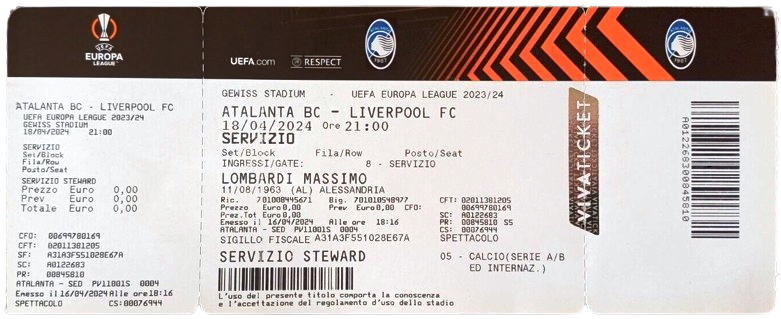 UEFA
EUROPA
LEAGUE
ATALANTA BC - LIVERPOOL FC
UEFA EUROPA LEAGUE 2023/24
GEWISS STADIUM
18/04/2024 21:00
SERVIZIO
Set/Block
Fila/Row
Posto/Seat
SERVIZIO STEWARD
Prezzo Euro 0,00
Prev Euro 0,00
Totale Euro 0,00
CFO: 00699780169
CFT: 02011381205
SF: A31A3F551028E67A
SC: A0122683
PR: 00845810
ATALANTA - SED PV11001S 0004
Emesso il 16/04/2024 Alle ore 18:16
SPETTACOLO CS:00076944
UEFA.com RESPECT
ATALANTA
1907
GEWISS STADIUM - UEFA EUROPA LEAGUE 2023/24
ATALANTA BC - LIVERPOOL FC
18/04/2024 Ore 21:00
SERVIZIO
Set/Block Fila/Row Posto/Seat
INGRESSI/GATE: 8 - SERVIZIO
LOMBARDI MASSIMO
11/08/1963 (AL) ALESSANDRIA
Ric. 701008445671 Big. 701010548977 CFT: 02011381205
Prezzo Euro 0,00 Prev Euro 0,00 CFO: 00699780169
Prez.Tot Euro 0,00 SC: A0122683
Emesso il 16/04/2024 Alle ore 18:16 PR: 00845810 S5
ATALANTA - SED PV11001S 0004 CS:00076944
SIGILLO FISCALE A31A3F551028E67A SPETTACOLO
SERVIZIO STEWARD 05 - CALCIO(SERIE A/B
ED INTERNAZ.)
L'uso del presente titolo comporta la conoscenza
e l'accettazione del regolamento d'uso dello stadio
VIVATICKET
ATALANTA
1907
A012268300845810